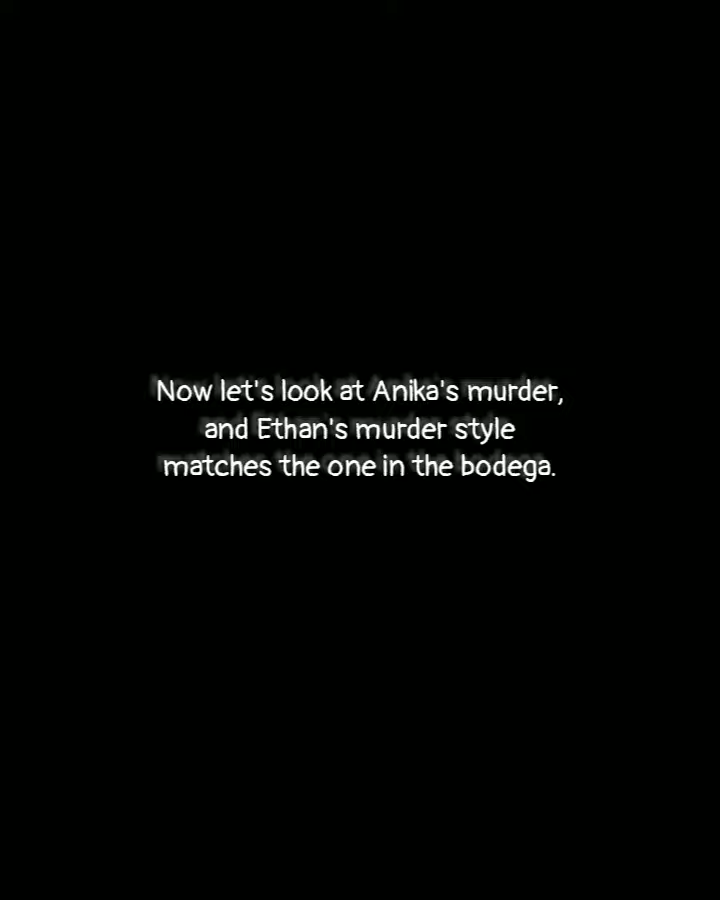 Now let's look at Anika's murder,
and Ethan's murder style
matches the one in the bodega.